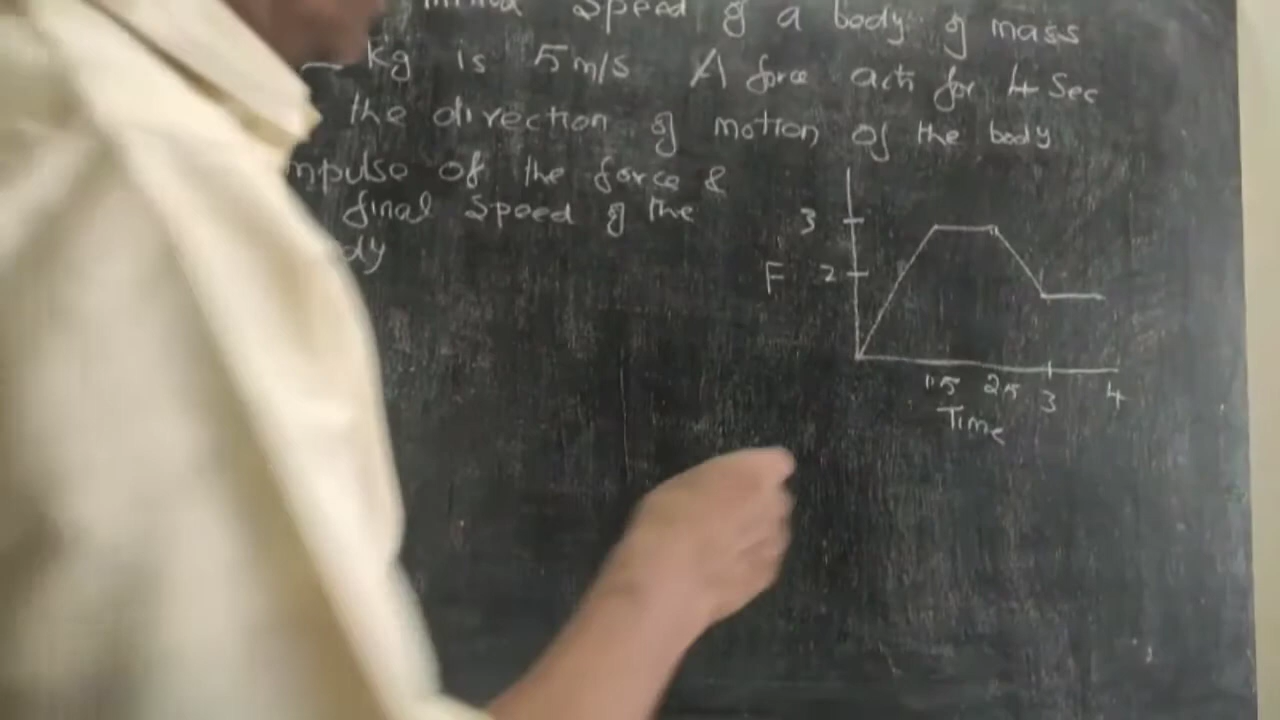 Speed of a body of mass
kg is 5 m/s A force acts for 4 Sec
the direction of motion of the body
mpulse of the force &
final Speed of the
dy
3
F 2
1.5 2.5 3 4
Time